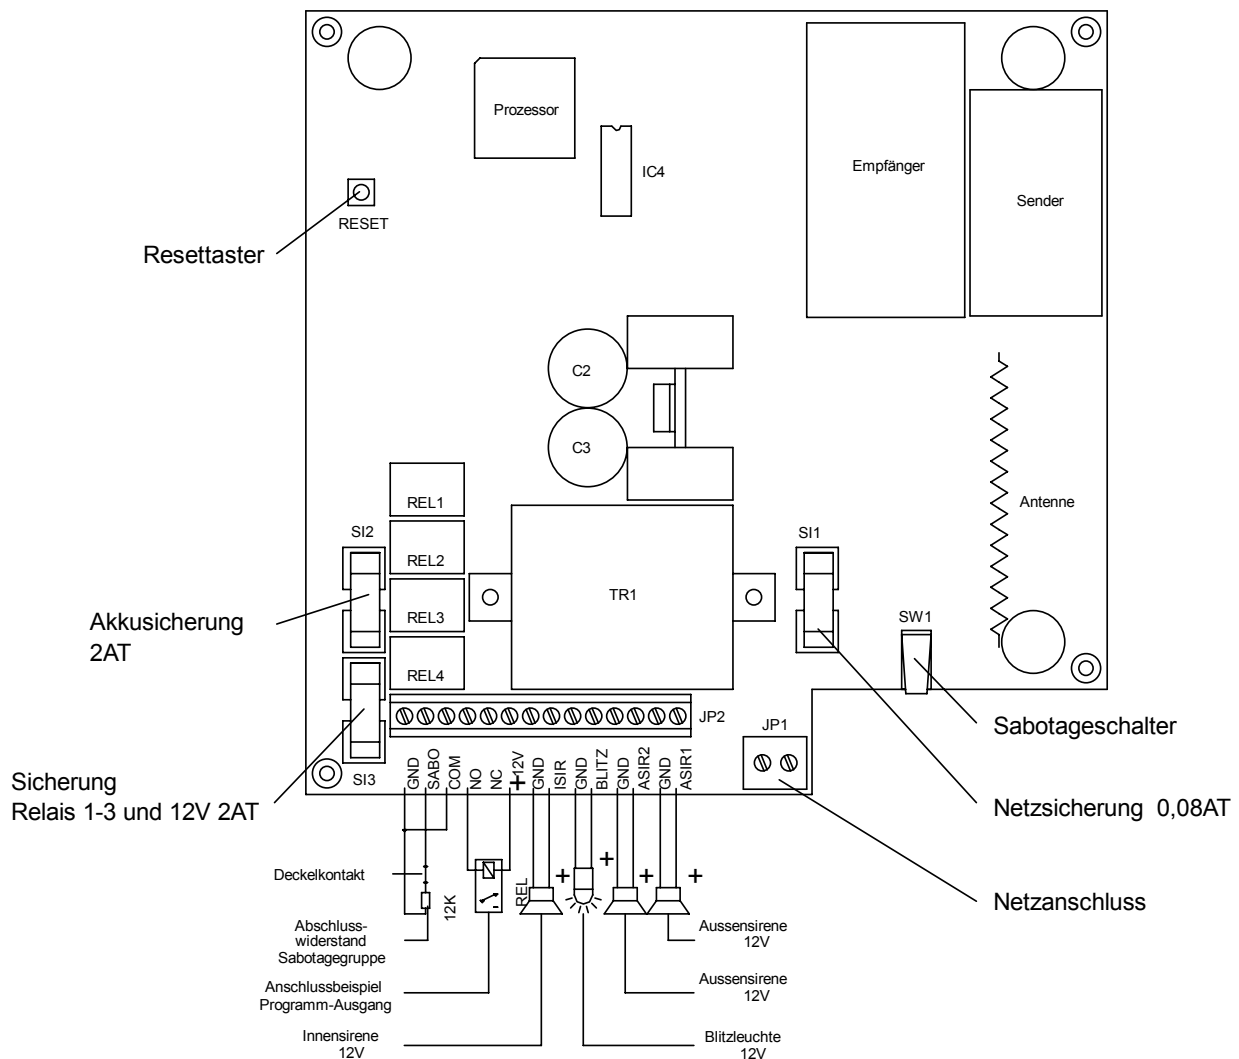 Prozessor
IC4
Empfänger
Sender
RESET
Resettaster
C2
C3
Antenne
REL1
REL2
REL3
REL4
SI2
SI1
TR1
SW1
Akkusicherung
2AT
JP2
JP1
Sabotageschalter
Sicherung
Relais 1-3 und 12V 2AT
SI3
GND
SABO
COM
NO
NC
+12V
GND
ISIR
GND
BLITZ
GND
ASIR2
GND
ASIR1
Netzsicherung 0,08AT
Netzanschluss
Deckelkontakt
12K
REL
+
+
+
+
Abschluss-
widerstand
Sabotagegruppe
Aussensirene
12V
Anschlussbeispiel
Programm-Ausgang
Aussensirene
12V
Innensirene
12V
Blitzleuchte
12V